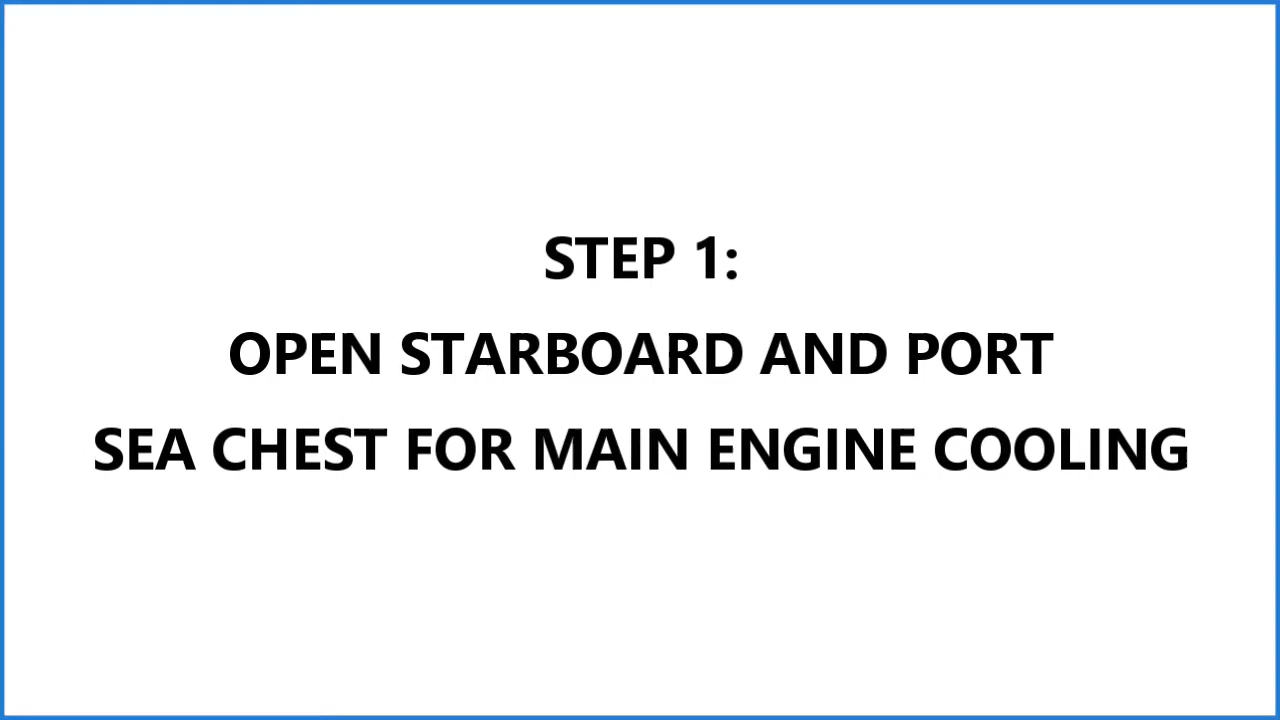 STEP 1:
OPEN STARBOARD AND PORT
SEA CHEST FOR MAIN ENGINE COOLING